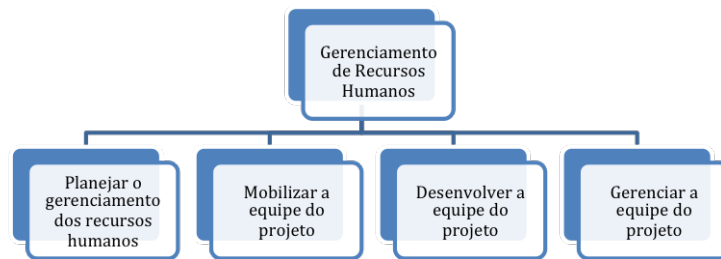 Gerenciamento
de Recursos
Humanos
Planejar o
gerenciamento
dos recursos
humanos
Mobilizar a
equipe do
projeto
Desenvolver a
equipe do
projeto
Gerenciar a
equipe do
projeto